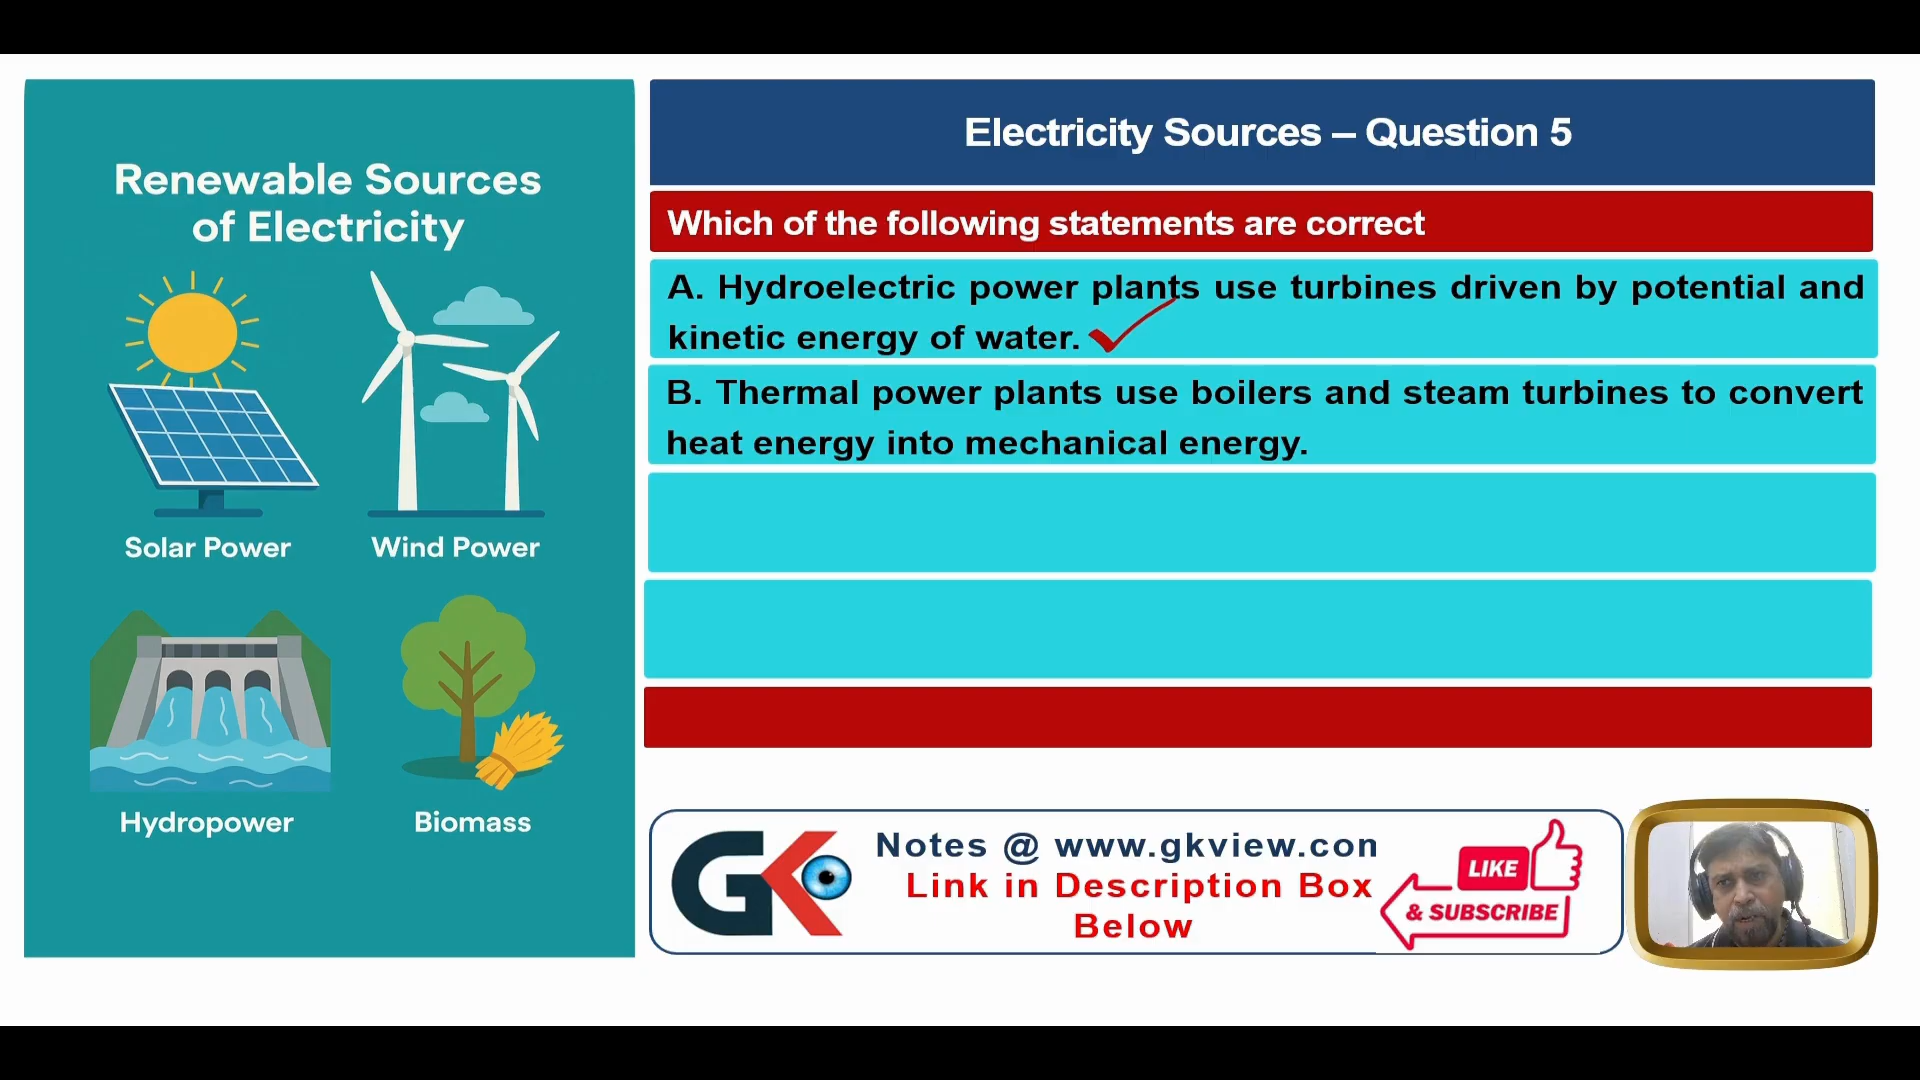 Renewable Sources
of Electricity
Solar Power
Wind Power
Hydropower
Biomass
Electricity Sources – Question 5
Which of the following statements are correct
A. Hydroelectric power plants use turbines driven by potential and
kinetic energy of water.
B. Thermal power plants use boilers and steam turbines to convert
heat energy into mechanical energy.
GK
Notes @ www.gkview.con
Link in Description Box
Below
LIKE
& SUBSCRIBE